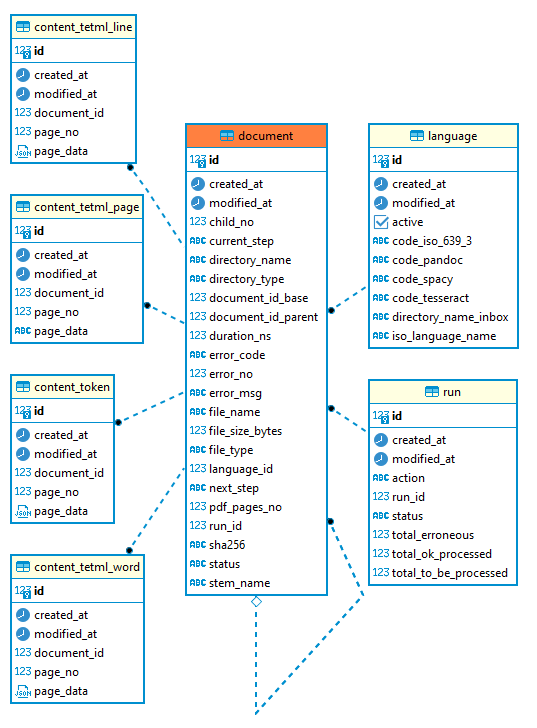 content_tetml_line
123 id
created_at
modified_at
123 document_id
123 page_no
JSON page_data
content_tetml_page
123 id
created_at
modified_at
123 document_id
123 page_no
ABC page_data
content_token
123 id
created_at
modified_at
123 document_id
123 page_no
JSON page_data
content_tetml_word
123 id
created_at
modified_at
123 document_id
123 page_no
JSON page_data
document
123 id
created_at
modified_at
123 child_no
ABC current_step
ABC directory_name
ABC directory_type
123 document_id_base
123 document_id_parent
123 duration_ns
ABC error_code
123 error_no
ABC error_msg
ABC file_name
123 file_size_bytes
ABC file_type
123 language_id
ABC next_step
123 pdf_pages_no
123 run_id
ABC sha256
ABC status
ABC stem_name
language
123 id
created_at
modified_at
active
ABC code_iso_639_3
ABC code_pandoc
ABC code_spacy
ABC code_tesseract
ABC directory_name_inbox
ABC iso_language_name
run
123 id
created_at
modified_at
ABC action
123 run_id
ABC status
123 total_erroneous
123 total_ok_processed
123 total_to_be_processed